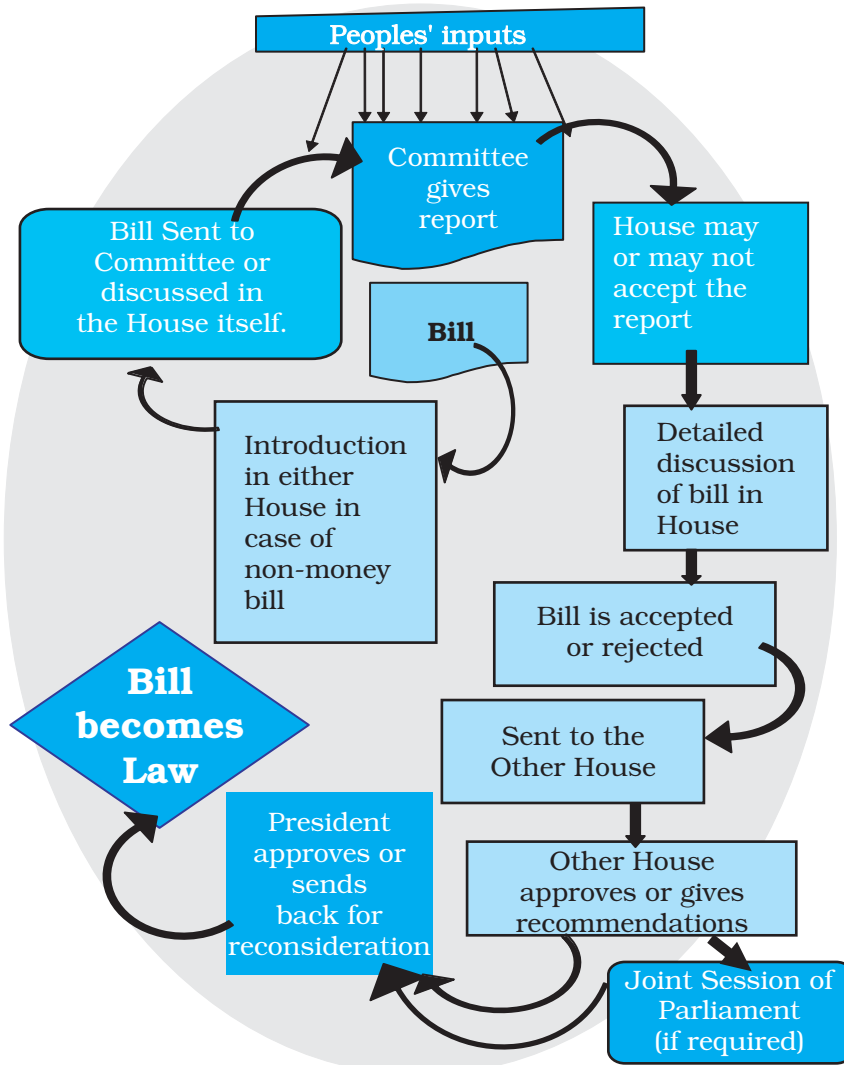 Peoples' inputs
Committee
gives
report
House may
or may not
accept the
report
Bill Sent to
Committee or
discussed in
the House itself.
Bill
Introduction
in either
House in
case of
non-money
bill
Detailed
discussion
of bill in
House
Bill is accepted
or rejected
Sent to the
Other House
Other House
approves or gives
recommendations
Joint Session of
Parliament
(if required)
President
approves or
sends
back for
reconsideration
Bill
becomes
Law